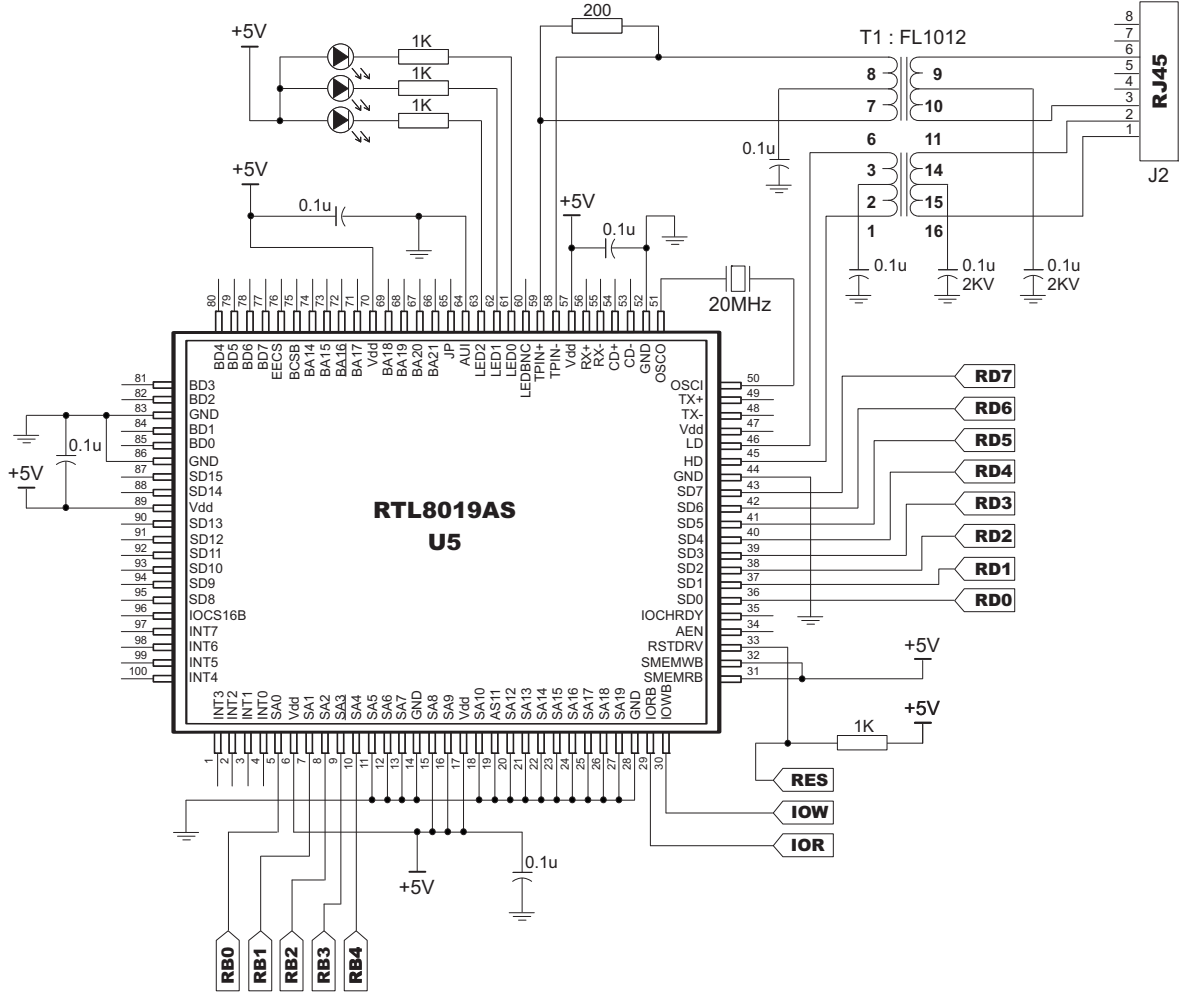 200
+5V
1K
1K
1K
T1 : FL1012
8
7
9
10
6
3
2
1
11
14
15
16
8
7
6
5
4
3
2
1
RJ45
J2
0.1u
0.1u
0.1u
2KV
0.1u
2KV
+5V
0.1u
+5V
0.1u
20MHz
80
79
78
77
76
75
74
73
72
71
70
69
68
67
66
65
64
63
62
61
60
59
58
57
56
55
54
53
52
51
BD4
BD5
BD6
BD7
EECS
BCSB
BA14
BA15
BA16
BA17
Vdd
BA18
BA19
BA20
BA21
JP
AUI
LED2
LED1
LED0
LEDBNC
TPIN+
TPIN-
Vdd
RX+
RX-
CD+
CD-
GND
OSCO
81 BD3
82 BD2
83 GND
84 BD1
85 BD0
86 GND
87 SD15
88 SD14
89 Vdd
90 SD13
91 SD12
92 SD11
93 SD10
94 SD9
95 SD8
96 IOCS16B
97 INT7
98 INT6
99 INT5
100 INT4
0.1u
+5V
RTL8019AS
U5
OSCI 50
TX+ 49
TX- 48
Vdd 47
LD 46
HD 45
GND 44
SD7 43
SD6 42
SD5 41
SD4 40
SD3 39
SD2 38
SD1 37
SD0 36
IOCHRDY 35
AEN 34
RSTDRV 33
SMEMWB 32
SMEMRB 31
RD7
RD6
RD5
RD4
RD3
RD2
RD1
RD0
+5V
+5V
1K
RES
IOW
IOR
INT3
INT2
INT1
INT0
SA0
Vdd
SA1
SA2
SA3
SA4
SA5
SA6
SA7
GND
SA8
SA9
Vdd
SA10
AS11
SA12
SA13
SA14
SA15
SA16
SA17
SA18
SA19
GND
IORB
IOWB
1
2
3
4
5
6
7
8
9
10
11
12
13
14
15
16
17
18
19
20
21
22
23
24
25
26
27
28
29
30
+5V
0.1u
RB0
RB1
RB2
RB3
RB4